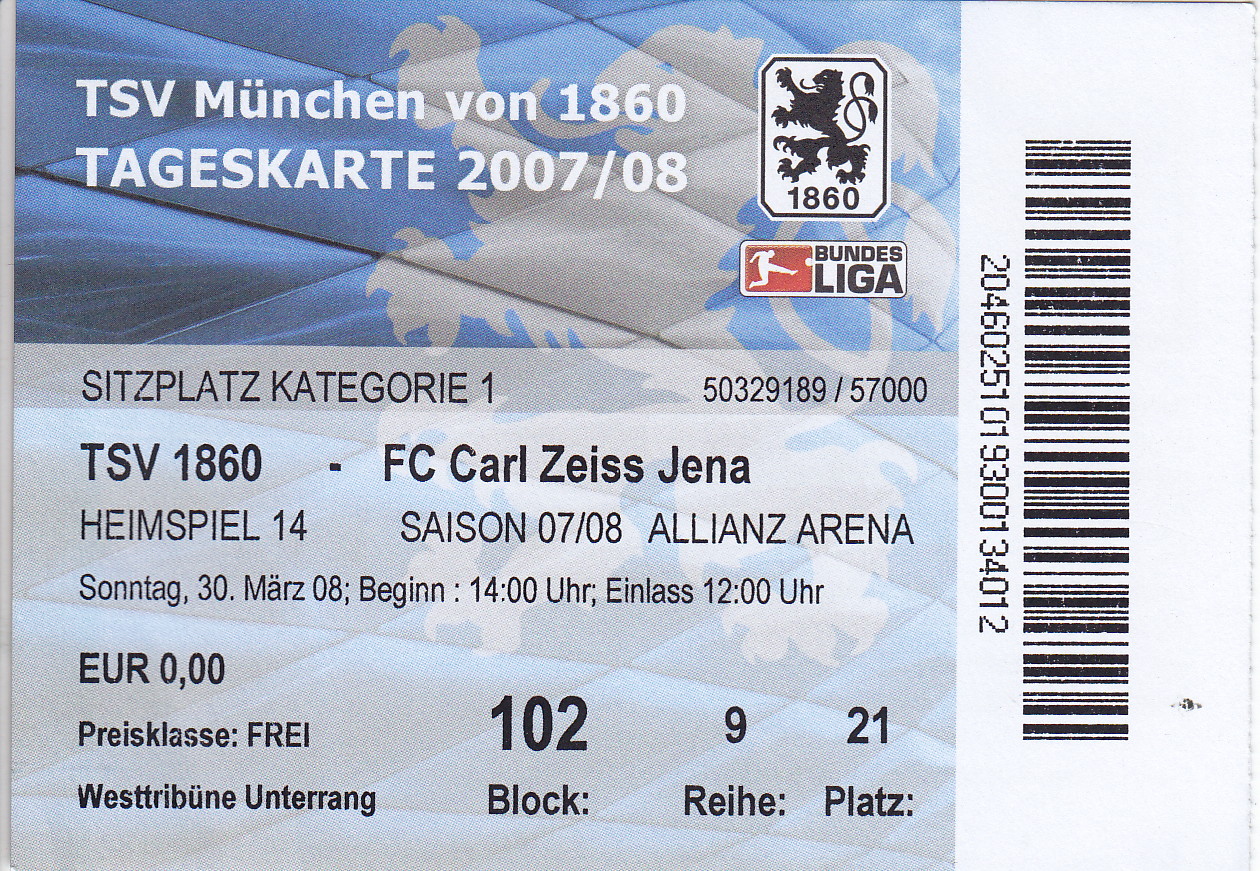 TSV München von 1860
TAGESKARTE 2007/08
1860
BUNDES
LIGA
SITZPLATZ KATEGORIE 1 50329189 / 57000
TSV 1860 - FC Carl Zeiss Jena
HEIMSPIEL 14 SAISON 07/08 ALLIANZ ARENA
Sonntag, 30. März 08; Beginn : 14:00 Uhr; Einlass 12:00 Uhr
EUR 0,00
Preisklasse: FREI 102 9 21
Westtribüne Unterrang Block: Reihe: Platz:
20460251019300134012